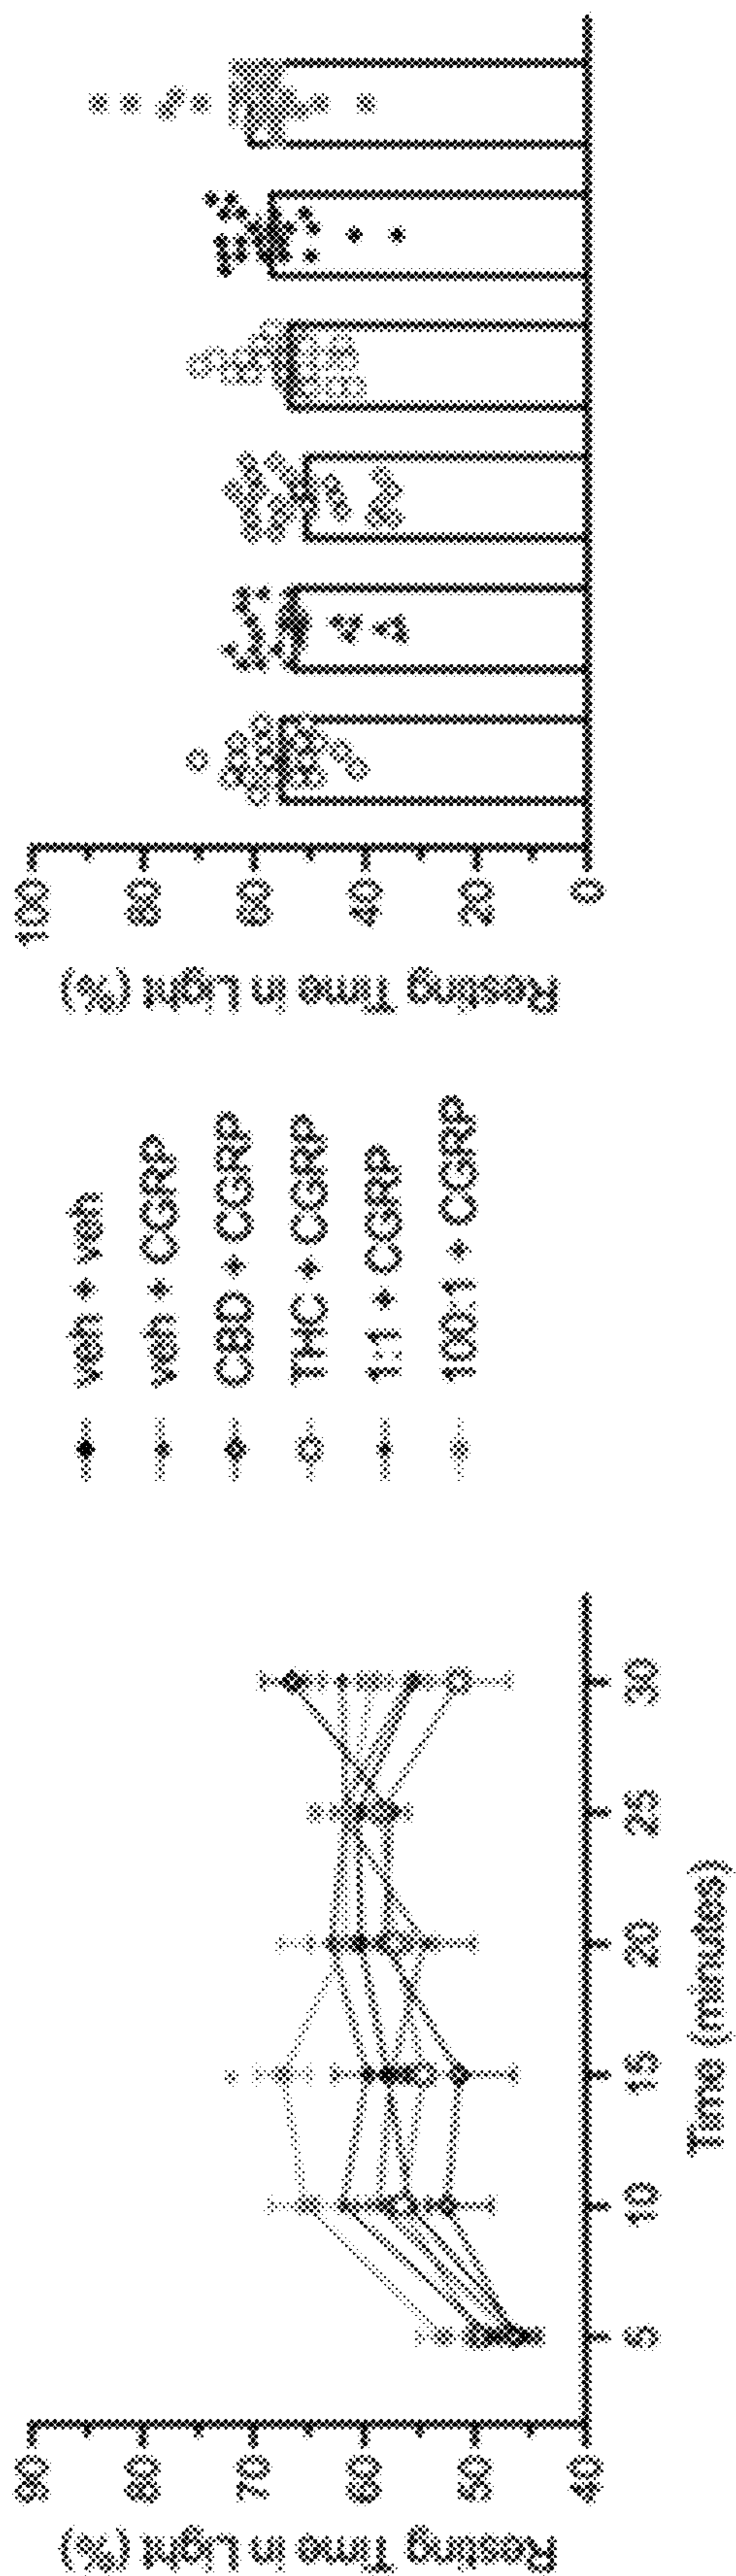 Resting Time in Light (%)
90
80
70
60
50
40
5
10
15
20
25
30
Time (minutes)
veh + veh
veh + CGRP
CBD + CGRP
THC + CGRP
1:1 + CGRP
100:1 + CGRP
Resting Time in Light (%)
100
80
60
40
20
0